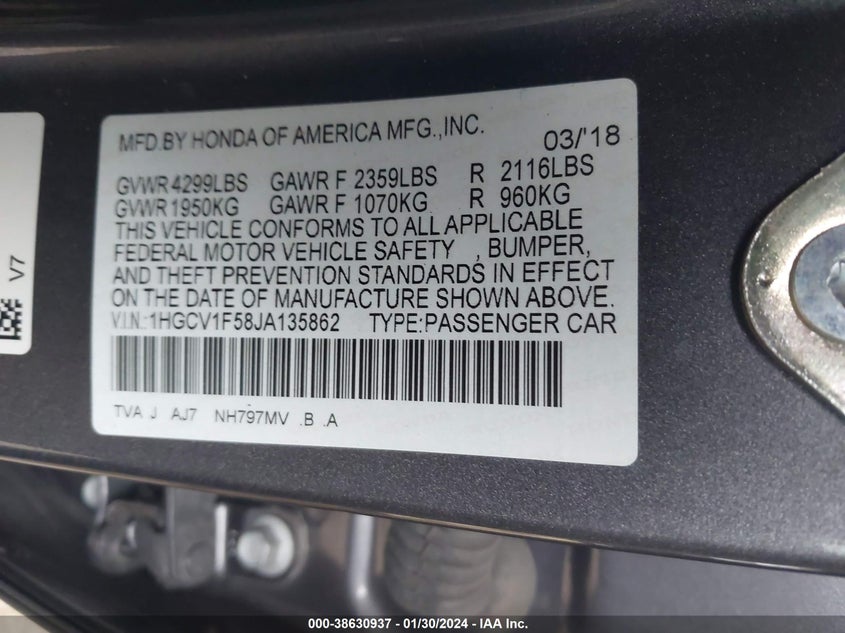 MFD.BY HONDA OF AMERICA MFG.,INC. 03/'18
GVWR 4299LBS GAWR F 2359LBS R 2116LBS
GVWR 1950KG GAWR F 1070KG R 960KG
THIS VEHICLE CONFORMS TO ALL APPLICABLE
FEDERAL MOTOR VEHICLE SAFETY , BUMPER,
AND THEFT PREVENTION STANDARDS IN EFFECT
ON THE DATE OF MANUFACTURE SHOWN ABOVE.
V.I.N.:1HGCV1F58JA135862 TYPE:PASSENGER CAR
TVA J AJ7 NH797MV .B .A
V7
000-38630937 - 01/30/2024 - IAA Inc.